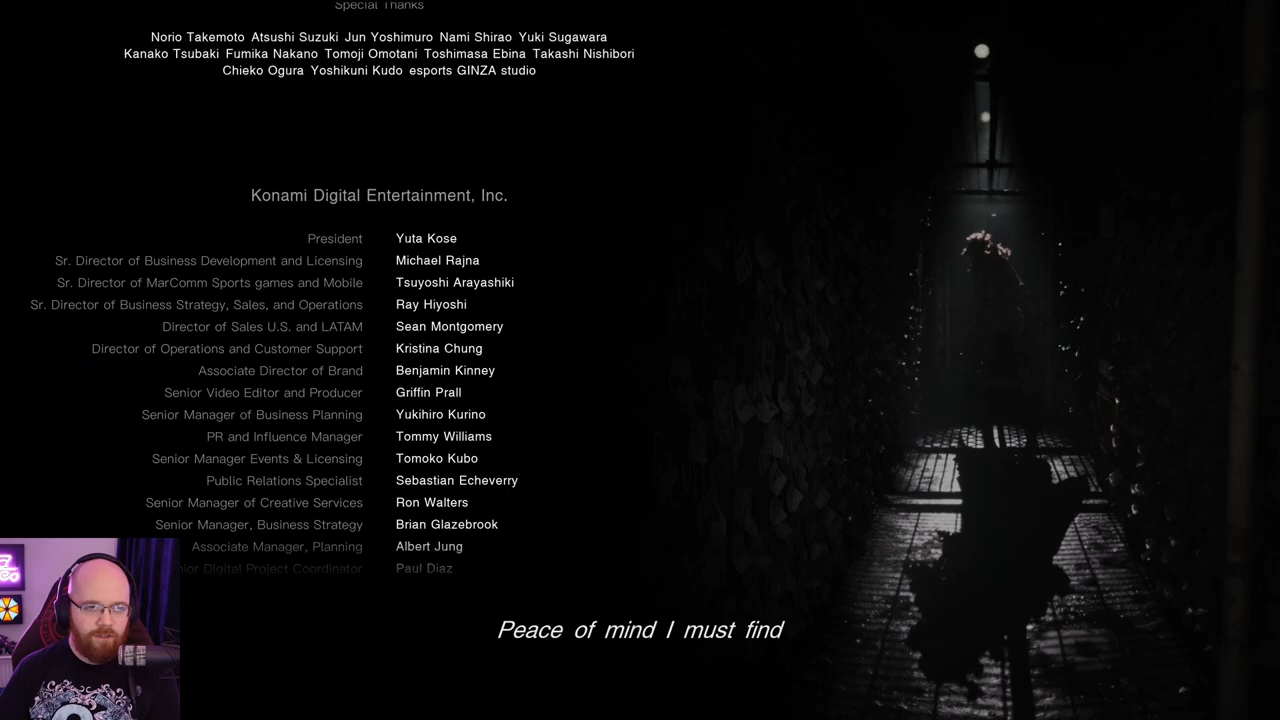 Special Thanks
Norio Takemoto Atsushi Suzuki Jun Yoshimuro Nami Shirao Yuki Sugawara
Kanako Tsubaki Fumika Nakano Tomoji Omotani Toshimasa Ebina Takashi Nishibori
Chieko Ogura Yoshikuni Kudo esports GINZA studio
Konami Digital Entertainment, Inc.
President Yuta Kose
Sr. Director of Business Development and Licensing Michael Rajna
Sr. Director of MarComm Sports games and Mobile Tsuyoshi Arayashiki
Sr. Director of Business Strategy, Sales, and Operations Ray Hiyoshi
Director of Sales U.S. and LATAM Sean Montgomery
Director of Operations and Customer Support Kristina Chung
Associate Director of Brand Benjamin Kinney
Senior Video Editor and Producer Griffin Prall
Senior Manager of Business Planning Yukihiro Kurino
PR and Influence Manager Tommy Williams
Senior Manager Events & Licensing Tomoko Kubo
Public Relations Specialist Sebastian Echeverry
Senior Manager of Creative Services Ron Walters
Senior Manager, Business Strategy Brian Glazebrook
Associate Manager, Planning Albert Jung
Digital Project Coordinator Paul Diaz
Peace of mind I must find